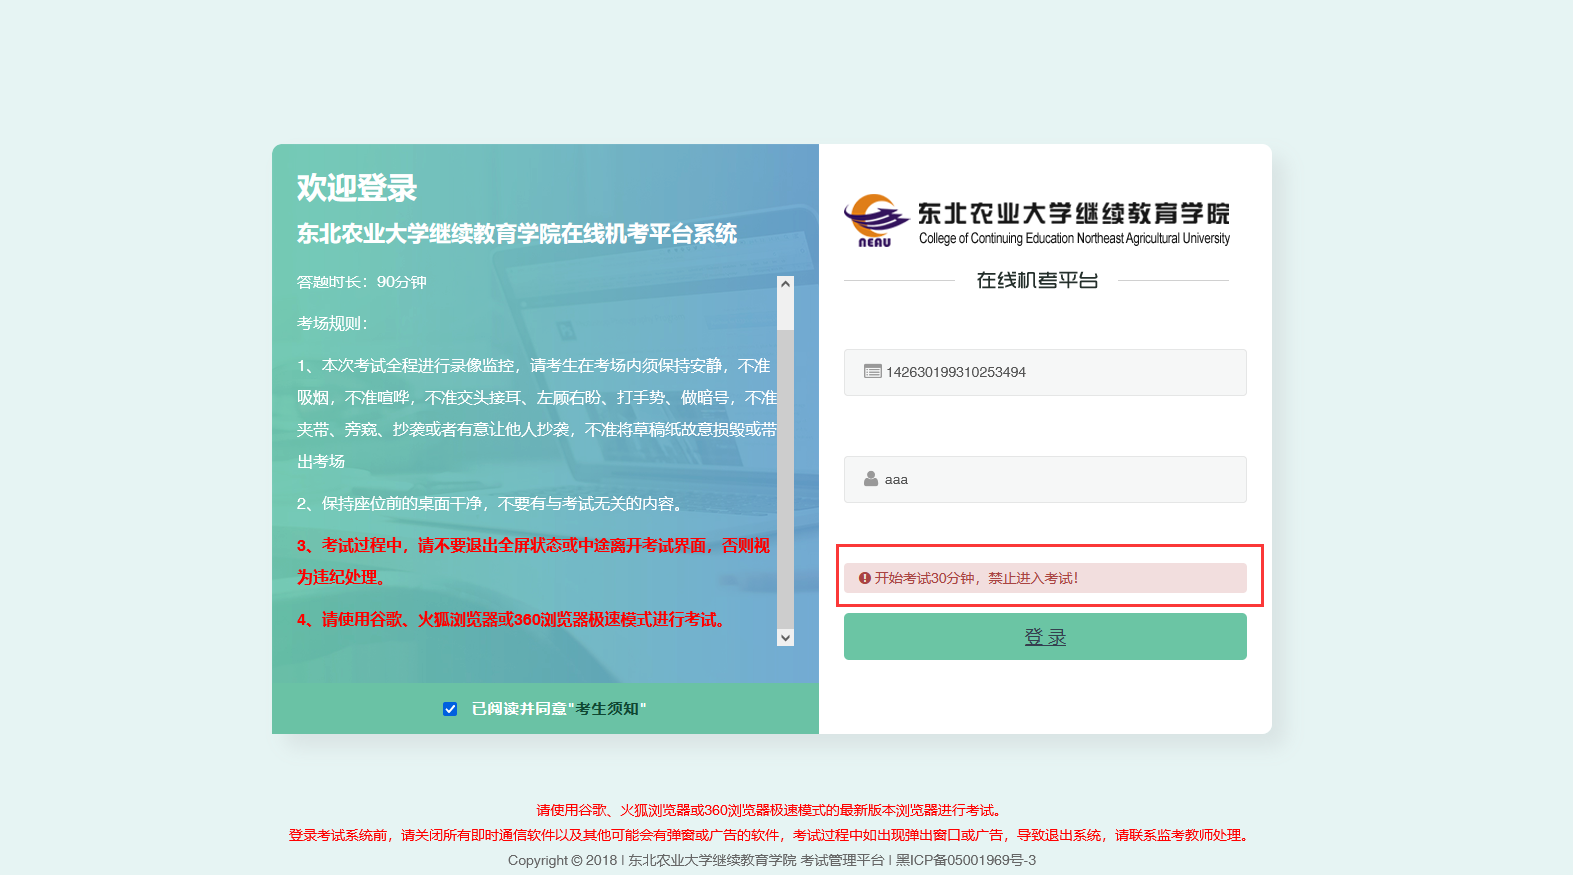 欢迎登录
东北农业大学继续教育学院在线机考平台系统
答题时长：90分钟
考场规则：
1、本次考试全程进行录像监控，请考生在考场内须保持安静，不准
吸烟，不准喧哗，不准交头接耳、左顾右盼、打手势、做暗号，不准
夹带、旁窥、抄袭或者有意让他人抄袭，不准将草稿纸故意损毁或带
出考场
2、保持座位前的桌面干净，不要有与考试无关的内容。
3、考试过程中，请不要退出全屏状态或中途离开考试界面，否则视
为违纪处理。
4、请使用谷歌、火狐浏览器或360浏览器极速模式进行考试。
已阅读并同意"考生须知"
NEAU
东北农业大学继续教育学院
College of Continuing Education Northeast Agricultural University
在线机考平台
142630199310253494
aaa
开始考试30分钟，禁止进入考试！
登 录
请使用谷歌、火狐浏览器或360浏览器极速模式的最新版本浏览器进行考试。
登录考试系统前，请关闭所有即时通信软件以及其他可能会有弹窗或广告的软件，考试过程中如出现弹出窗口或广告，导致退出系统，请联系监考教师处理。
Copyright © 2018 | 东北农业大学继续教育学院 考试管理平台 | 黑ICP备05001969号-3